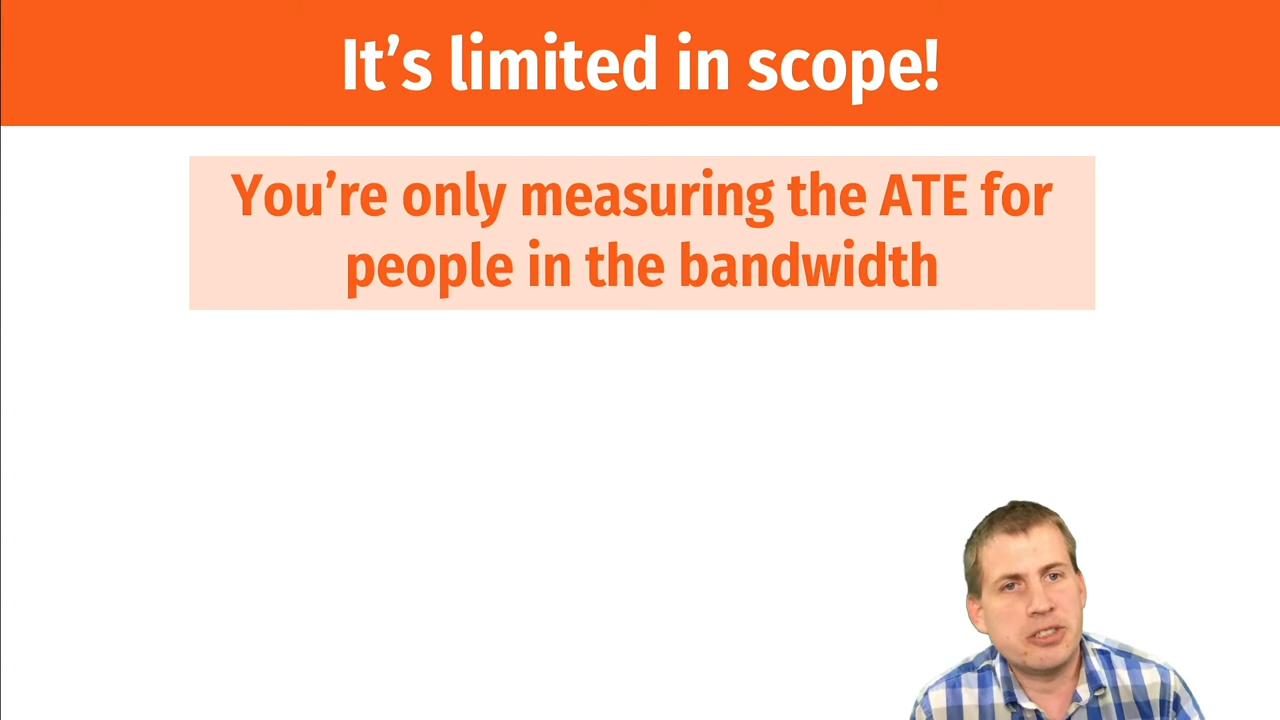 It’s limited in scope!
You’re only measuring the ATE for
people in the bandwidth